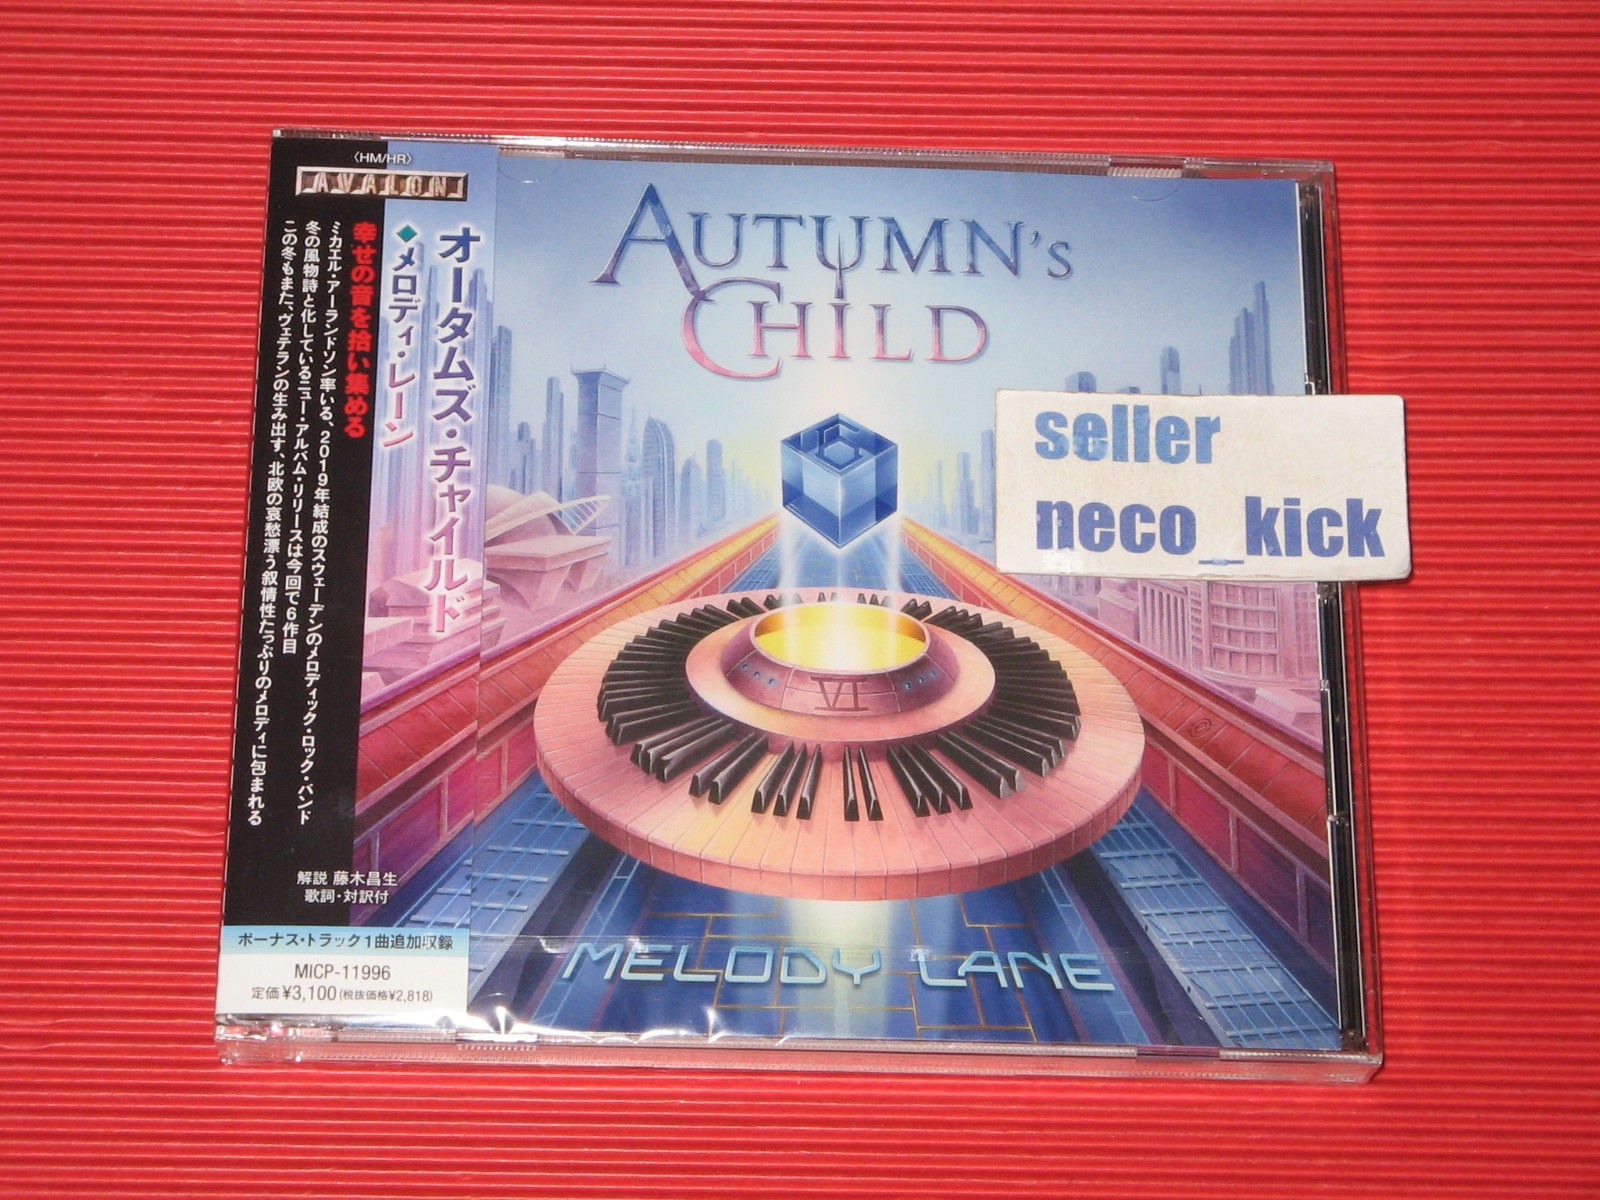 〈HM/HR〉
AVALON
オータムズ・チャイルド
◆メロディ・レーン
幸せの音を拾い集める
ミカエル・アーランドソン率いる、2019年結成のスウェーデンのメロディック・ロック・バンド
冬の風物詩と化しているニュー・アルバム・リリースは今回で6作目
この冬もまた、ヴェテランの生み出す、北欧の哀愁漂う叙情性たっぷりのメロディに包まれる
解説 藤木昌生
歌詞・対訳付
ボーナス・トラック1曲追加収録
MICP-11996
定価¥3,100(税抜価格¥2,818)
AUTUMN'S
CHILD
seller
neco_kick
VI
MELODY LANE